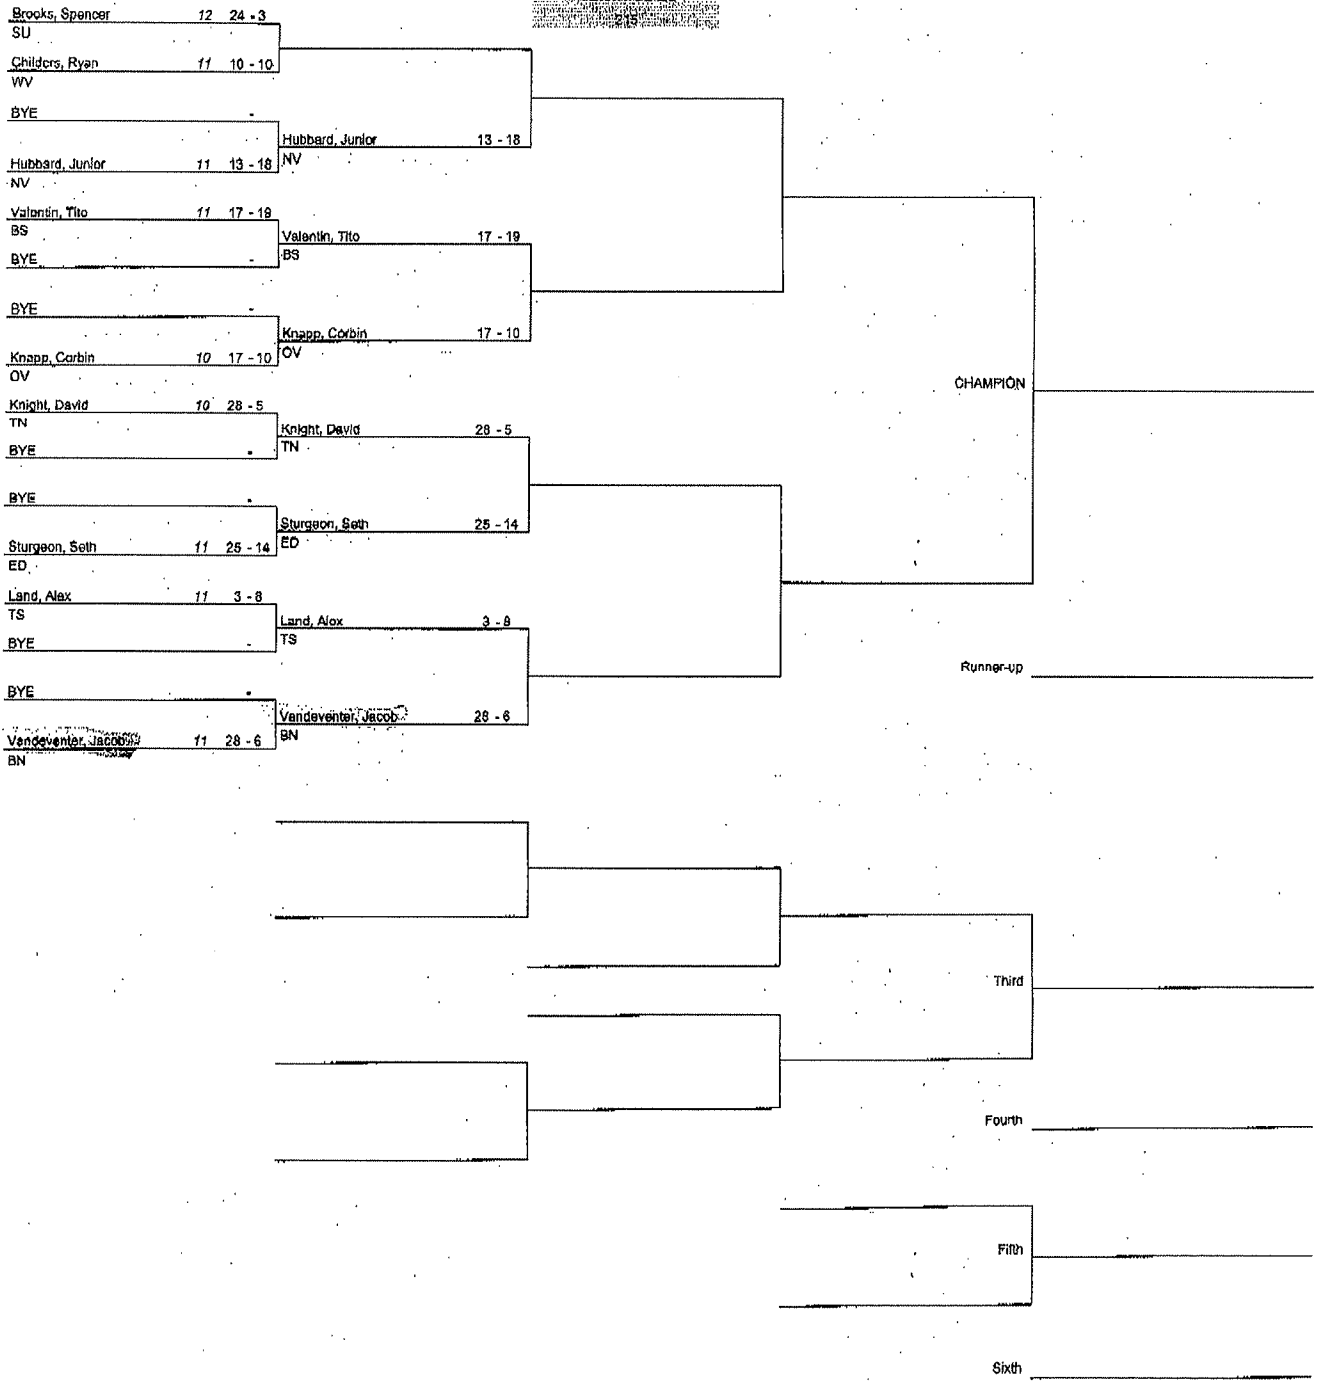 215
Brooks, Spencer 12 24 - 3
SU
Childers, Ryan 11 10 - 10
WV
BYE -
Hubbard, Junior 13 - 18
NV
Hubbard, Junior 11 13 - 18
NV
Valentin, Tito 11 17 - 19
BS
Valentin, Tito 17 - 19
BS
BYE -
BYE -
Knapp, Corbin 17 - 10
OV
Knapp, Corbin 10 17 - 10
OV
CHAMPION
Knight, David 10 28 - 5
TN
Knight, David 28 - 5
TN
BYE -
BYE -
Sturgeon, Seth 25 - 14
ED
Sturgeon, Seth 11 25 - 14
ED
Land, Alex 11 3 - 8
TS
Land, Alex 3 - 8
TS
BYE -
Runner-up
BYE -
Vandeventer, Jacob 28 - 6
BN
Vandeventer, Jacob 11 28 - 6
BN
Third
Fourth
Fifth
Sixth